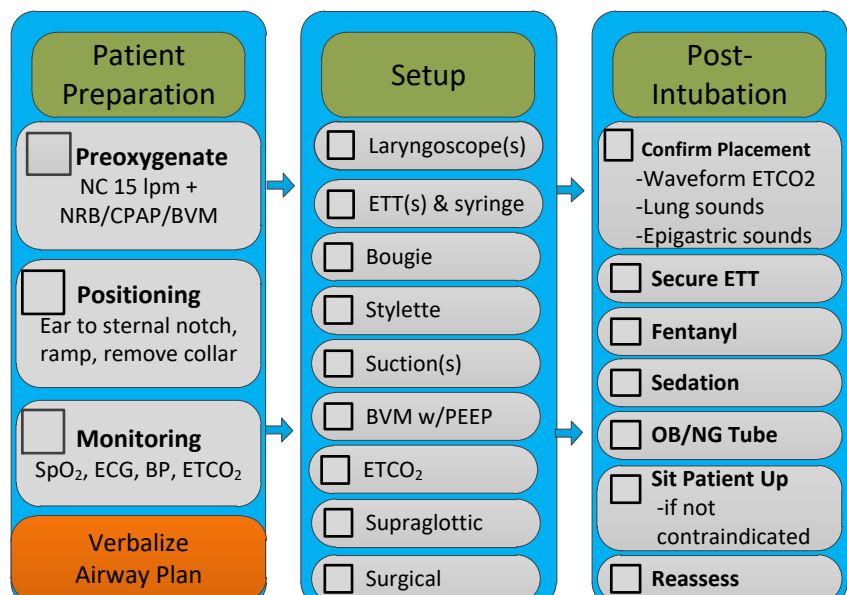 Patient
Preparation
Preoxygenate
NC 15 lpm +
NRB/CPAP/BVM
Positioning
Ear to sternal notch,
ramp, remove collar
Monitoring
SpO₂, ECG, BP, ETCO₂
Verbalize
Airway Plan
Setup
Laryngoscope(s)
ETT(s) & syringe
Bougie
Stylette
Suction(s)
BVM w/PEEP
ETCO₂
Supraglottic
Surgical
Post-
Intubation
Confirm Placement
-Waveform ETCO2
-Lung sounds
-Epigastric sounds
Secure ETT
Fentanyl
Sedation
OB/NG Tube
Sit Patient Up
-if not
contraindicated
Reassess